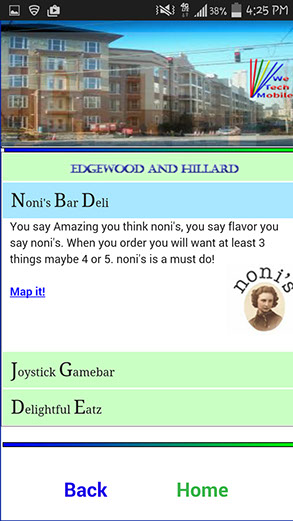 38% 4:25 PM
We
Tech
Mobile
EDGEWOOD AND HILLARD
Noni's Bar Deli
You say Amazing you think noni's, you say flavor you
say noni's. When you order you will want at least 3
things maybe 4 or 5. noni's is a must do!
Map it!
noni's
Joystick Gamebar
Delightful Eatz
Back Home